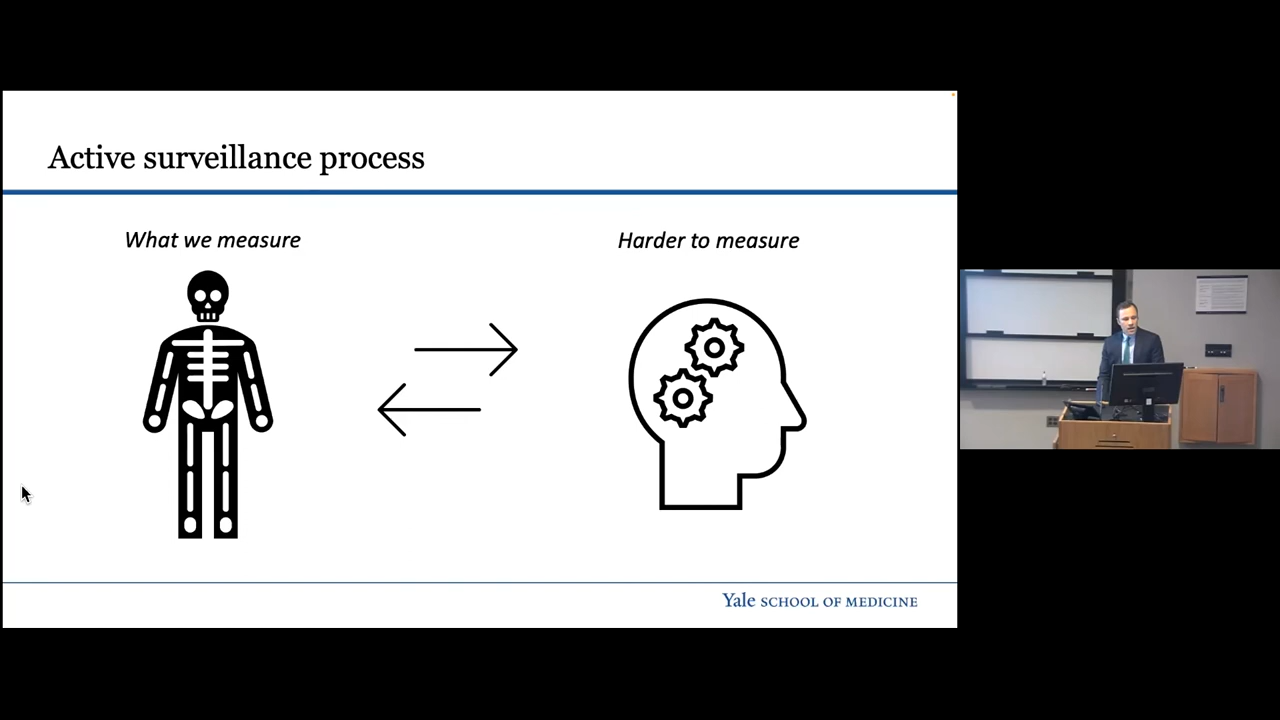 Active surveillance process
What we measure
Harder to measure
Yale SCHOOL OF MEDICINE